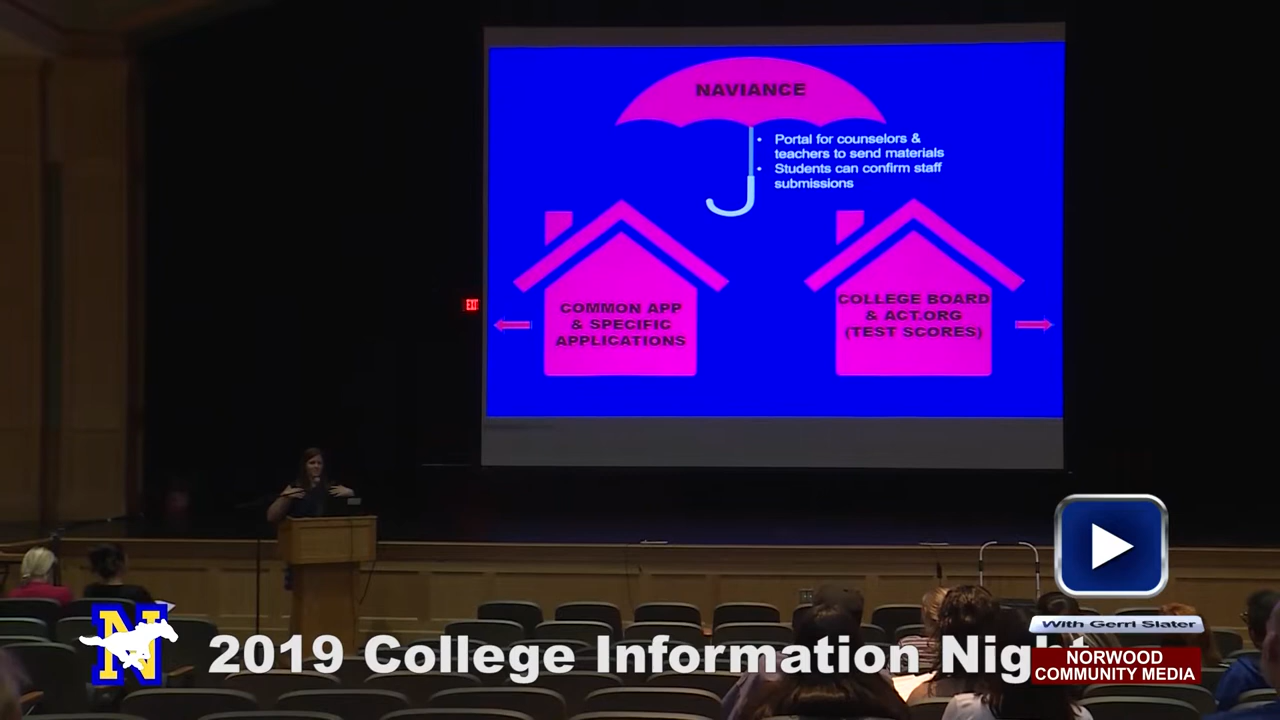 NAVIANCE
• Portal for counselors &
teachers to send materials
• Students can confirm staff
submissions
COMMON APP
& SPECIFIC
APPLICATIONS
COLLEGE BOARD
& ACT.ORG
(TEST SCORES)
EXIT
N
2019 College Information Night
With Gerri Slater
NORWOOD
COMMUNITY MEDIA